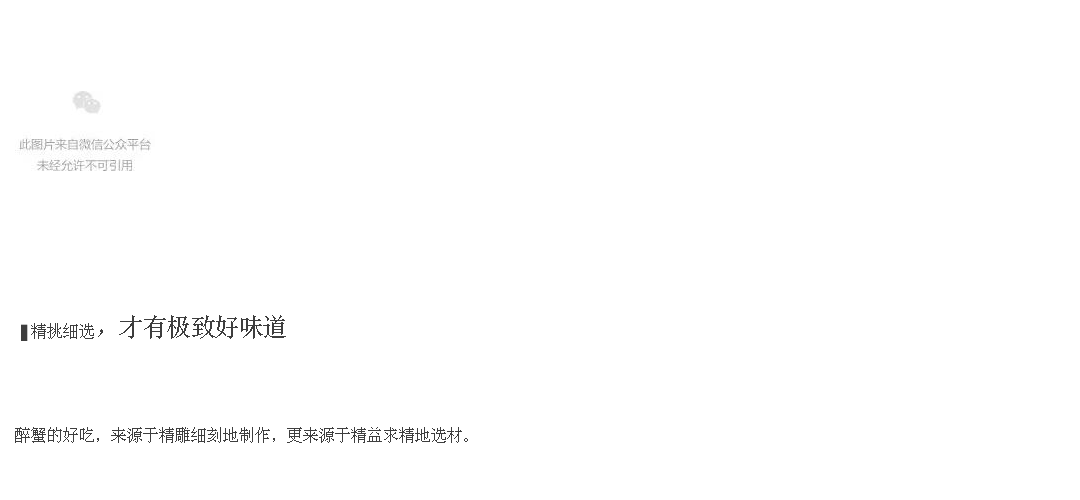 此图片来自微信公众平台
未经允许不可引用
▌精挑细选，才有极致好味道
醉蟹的好吃，来源于精雕细刻地制作，更来源于精益求精地选材。